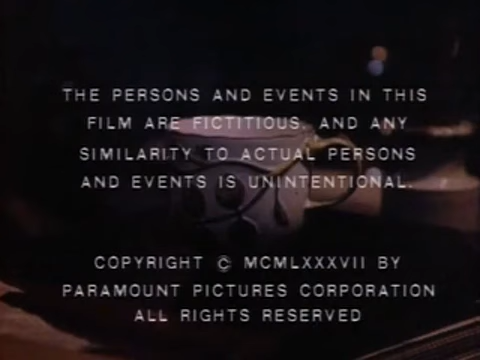 THE PERSONS AND EVENTS IN THIS
FILM ARE FICTITIOUS, AND ANY
SIMILARITY TO ACTUAL PERSONS
AND EVENTS IS UNINTENTIONAL.
COPYRIGHT © MCMLXXXVII BY
PARAMOUNT PICTURES CORPORATION
ALL RIGHTS RESERVED